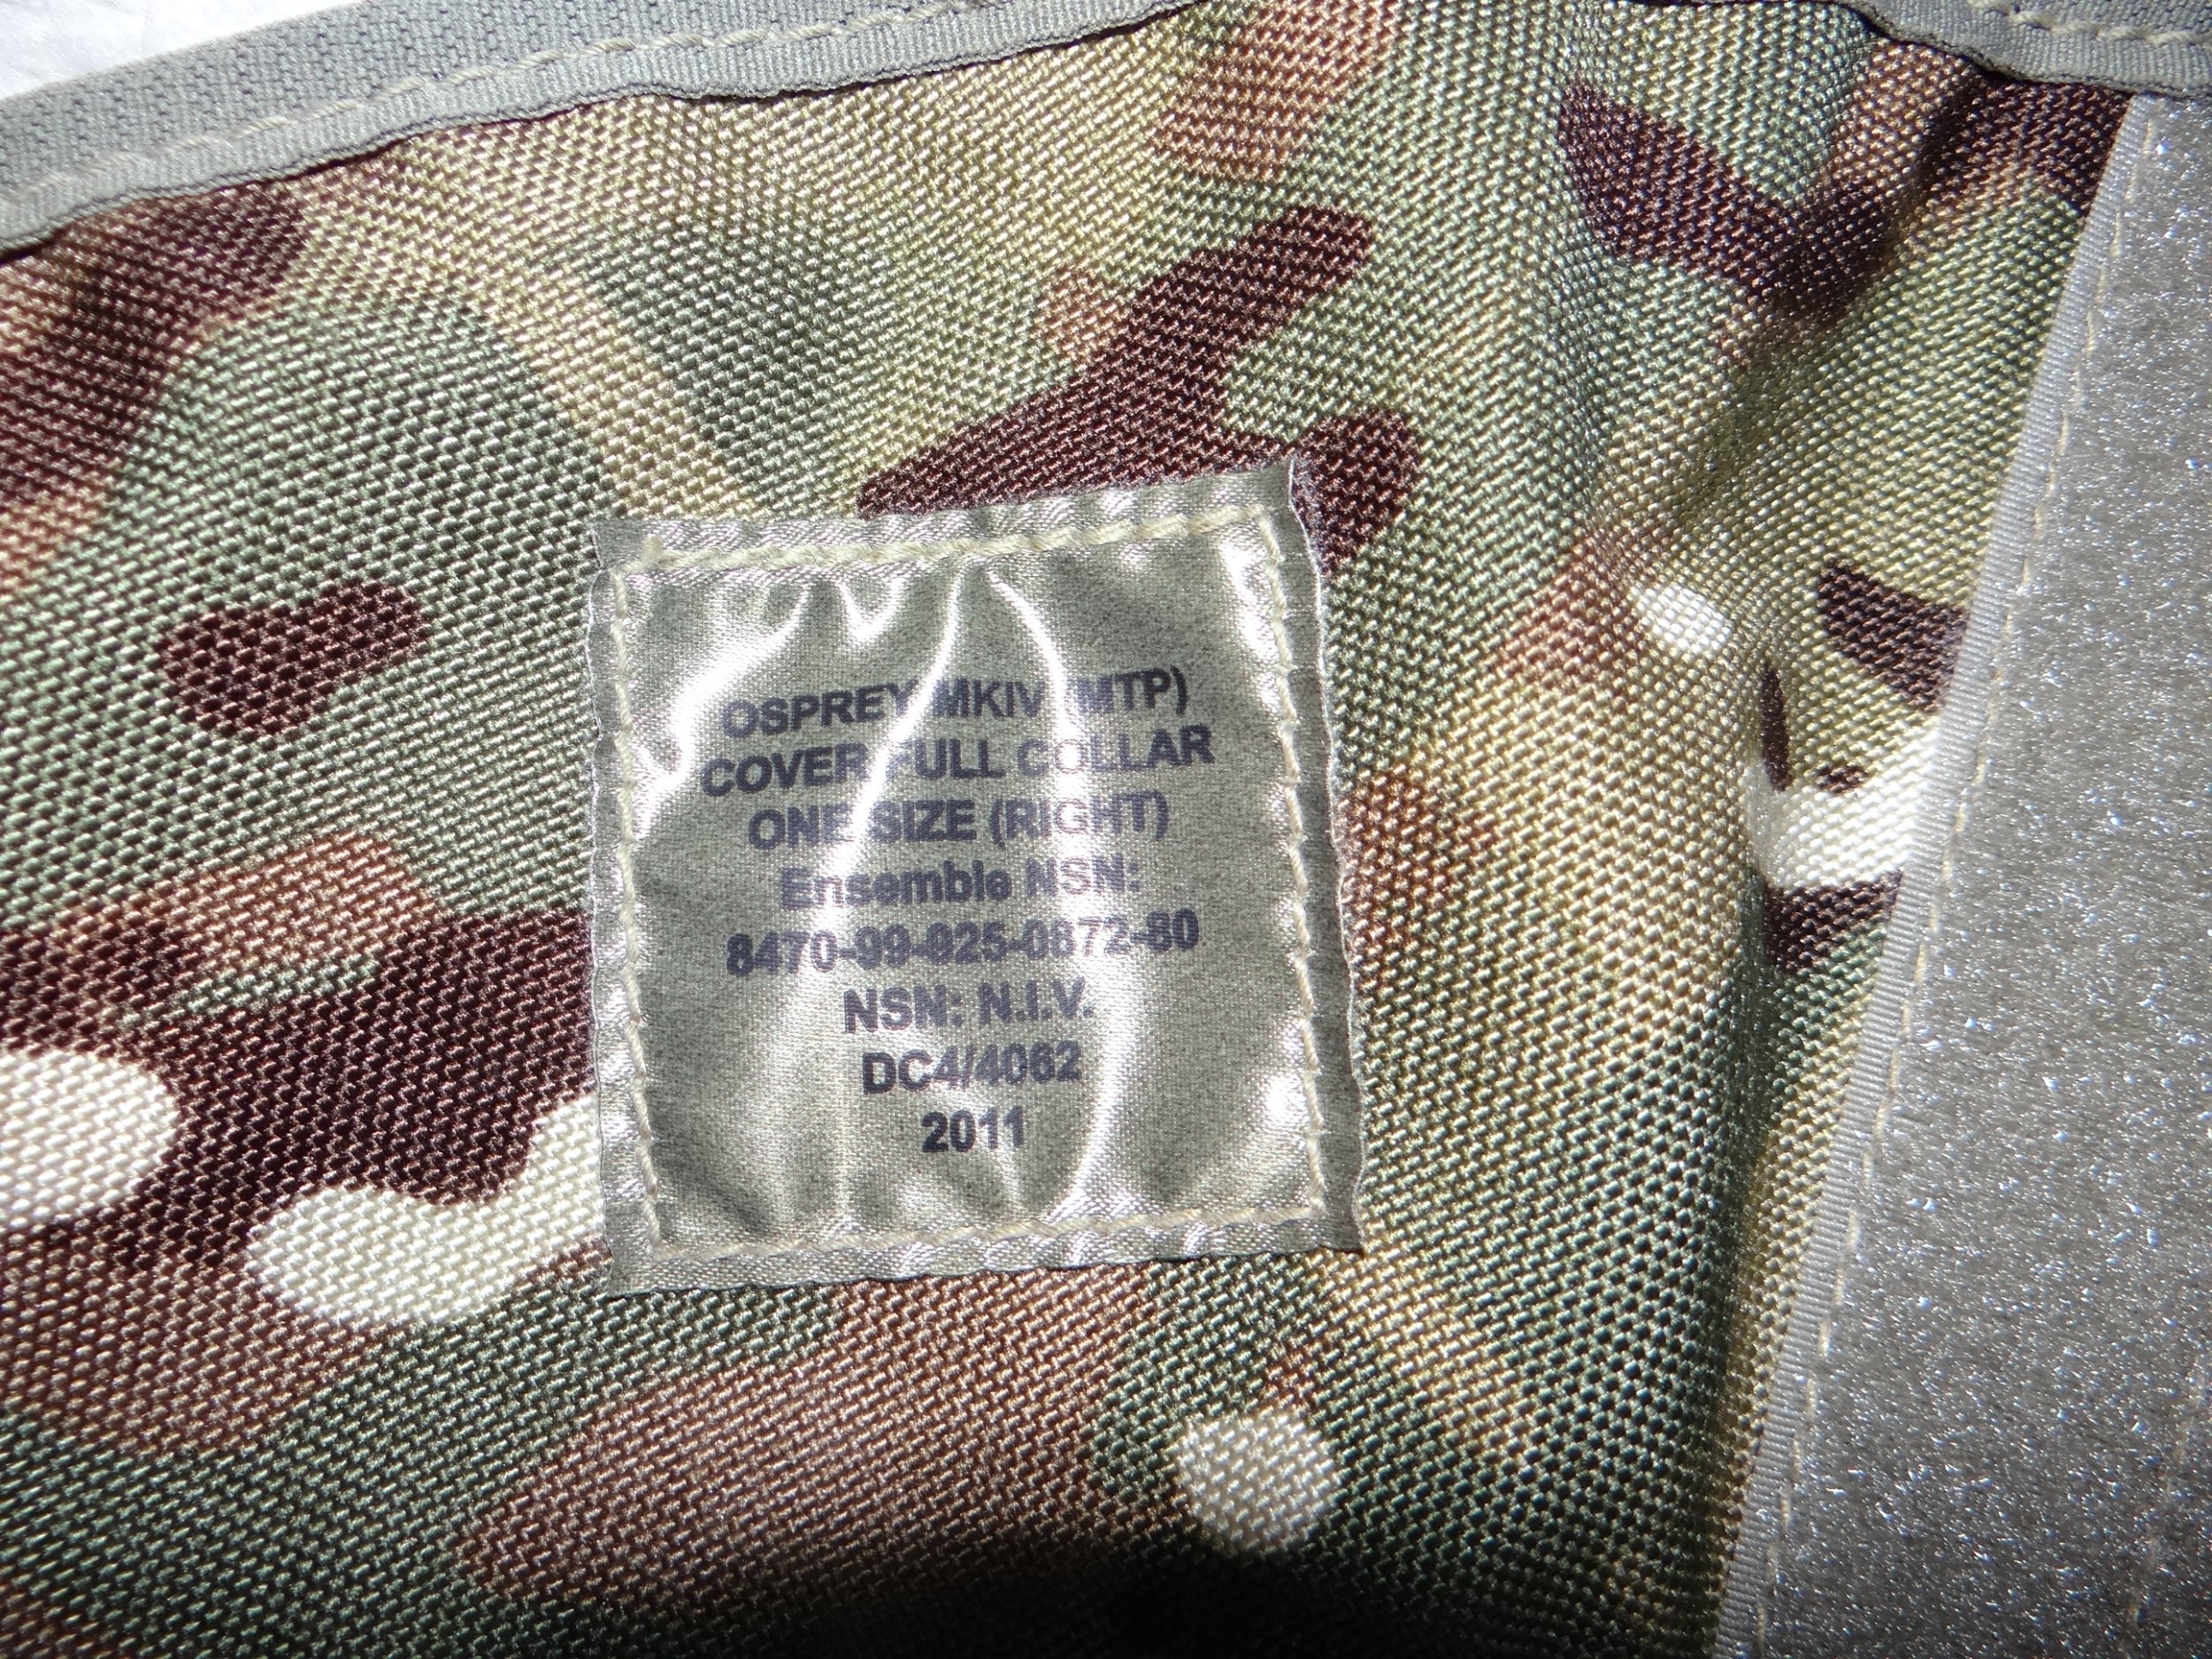 OSPREY MKIV (MTP)
COVER FULL COLLAR
ONE SIZE (RIGHT)
Ensemble NSN:
8470-99-825-0872-80
NSN: N.I.V.
DC4/4062
2011